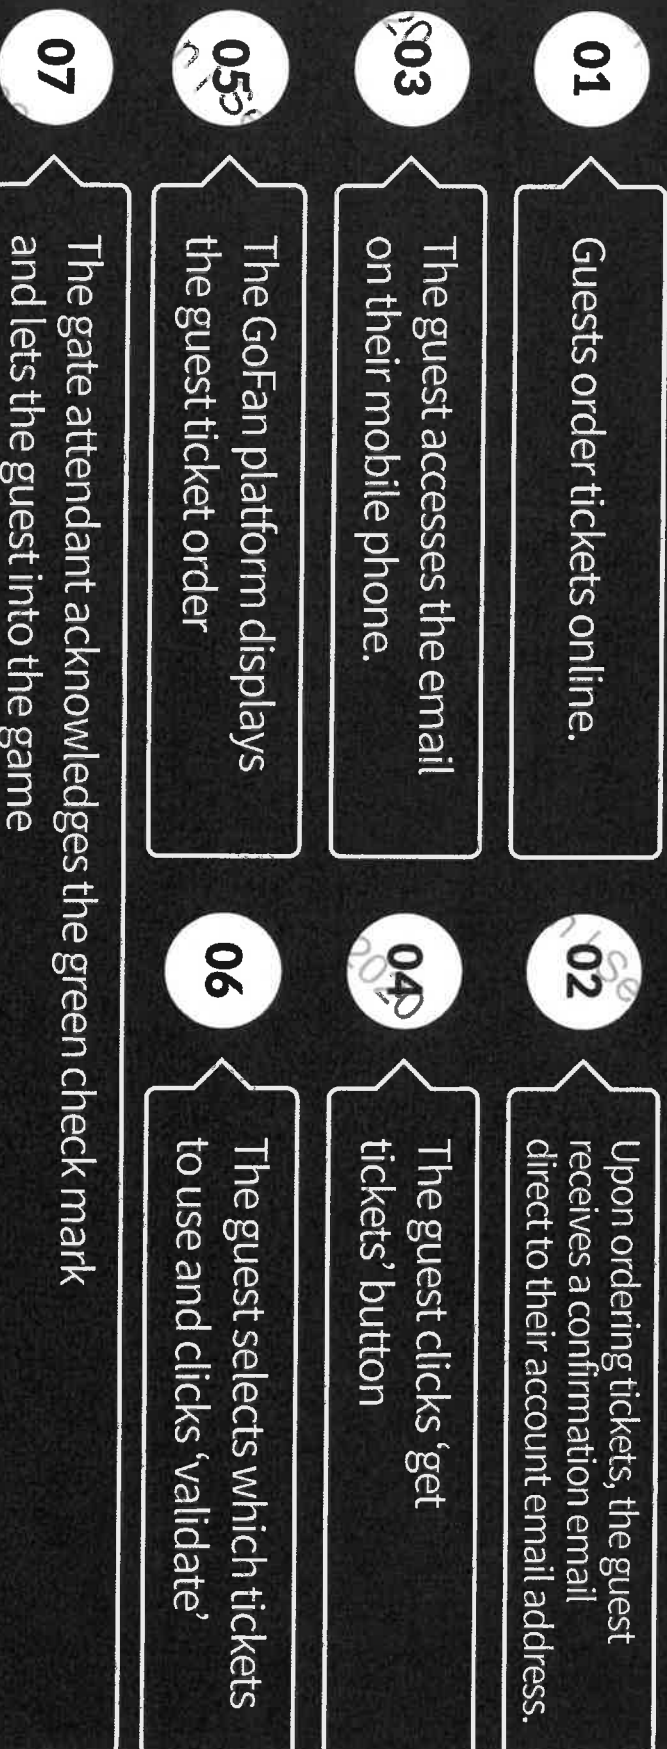 01
Guests order tickets online.
02
Upon ordering tickets, the guest
receives a confirmation email
direct to their account email address.
03
The guest accesses the email
on their mobile phone.
04
The guest clicks ‘get
tickets’ button
05
The GoFan platform displays
the guest ticket order
06
The guest selects which tickets
to use and clicks ‘validate’
07
The gate attendant acknowledges the green check mark
and lets the guest into the game